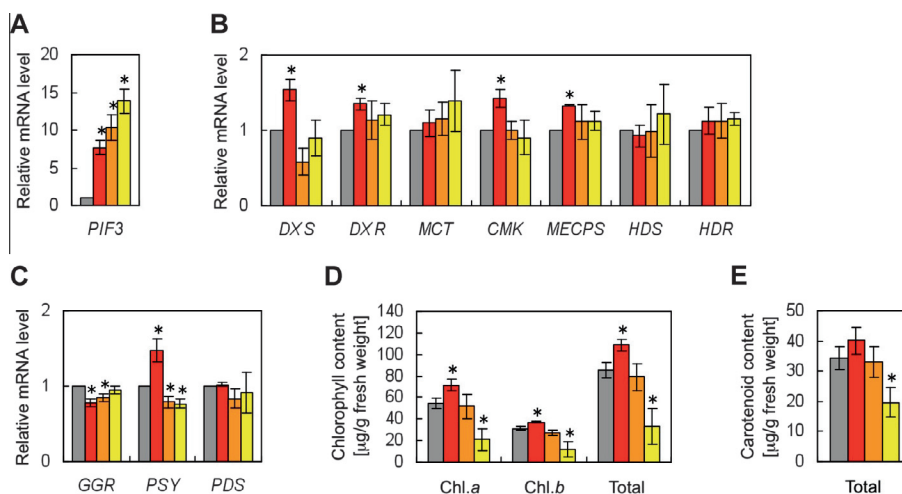 A
Relative mRNA level
20
15
10
5
0
*
*
*
PIF3
B
Relative mRNA level
2
1
0
*
*
*
*
DXS
DXR
MCT
CMK
MECPS
HDS
HDR
C
Relative mRNA level
2
1
0
*
*
*
*
*
GGR
PSY
PDS
D
Chlorophyll content
[μg/g fresh weight]
140
120
100
80
60
40
20
0
*
*
*
*
*
*
Chl.a
Chl.b
Total
E
Carotenoid content
[μg/g fresh weight]
50
40
30
20
10
0
*
Total